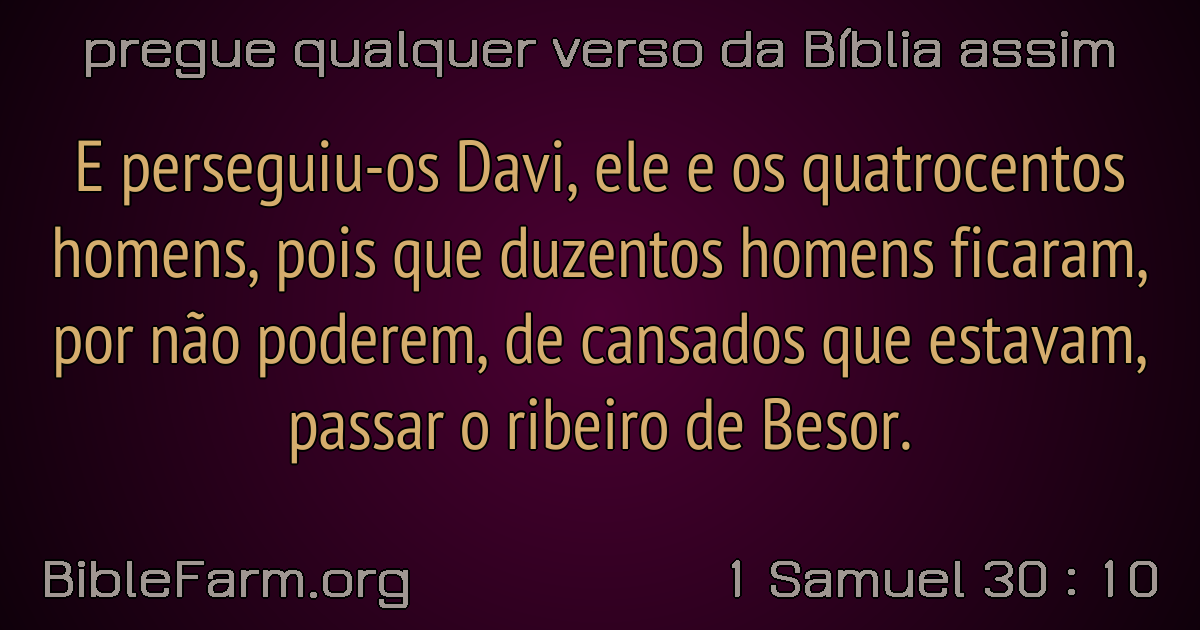 pregue qualquer verso da Bíblia assim
E perseguiu-os Davi, ele e os quatrocentos
homens, pois que duzentos homens ficaram,
por não poderem, de cansados que estavam,
passar o ribeiro de Besor.
BibleFarm.org
1 Samuel 30 : 10